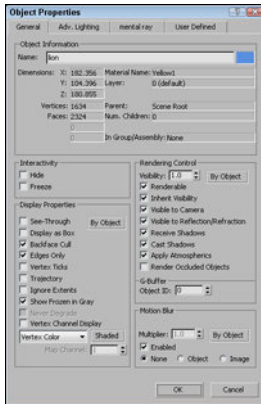 Object Properties
General Adv. Lighting mental ray User Defined
Object Information
Name: lion
Dimensions: X: 182.356 Material Name: Yellow1
Y: 104.396 Layer: 0 (default)
Z: 180.855
Vertices: 1634 Parent: Scene Root
Faces: 2324 Num. Children: 0
0
0 In Group/Assembly: None
Interactivity
Hide
Freeze
Display Properties
See-Through By Object
Display as Box
Backface Cull
Edges Only
Vertex Ticks
Trajectory
Ignore Extents
Show Frozen in Gray
Never Degrade
Vertex Channel Display
Vertex Color Shaded
Map Channel: 1
Rendering Control
Visibility: 1.0 By Object
Renderable
Inherit Visibility
Visible to Camera
Visible to Reflection/Refraction
Receive Shadows
Cast Shadows
Apply Atmospherics
Render Occluded Objects
G-Buffer
Object ID: 0
Motion Blur
Multiplier: 1.0 By Object
Enabled
None Object Image
OK Cancel